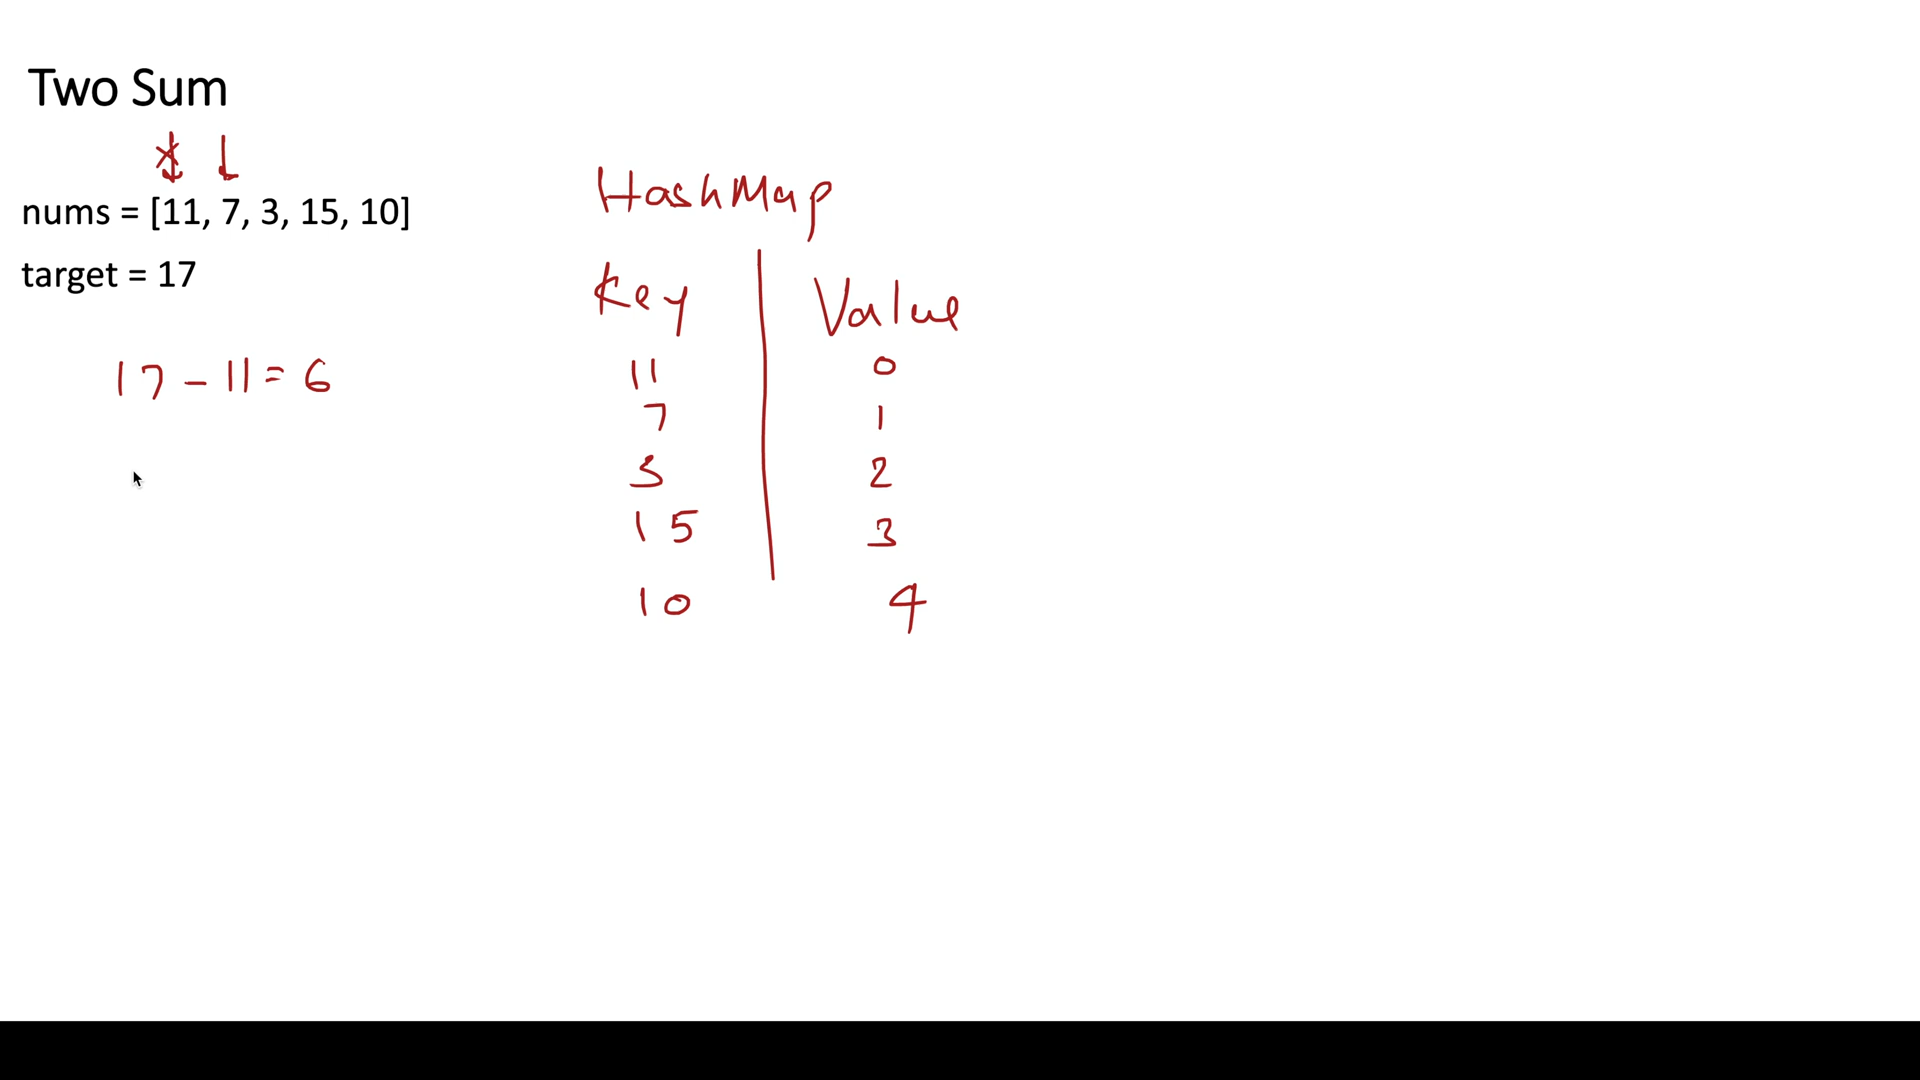 Two Sum
nums = [11, 7, 3, 15, 10]
target = 17
17 - 11 = 6
HashMap
Key Value
11 0
7 1
3 2
15 3
10 4